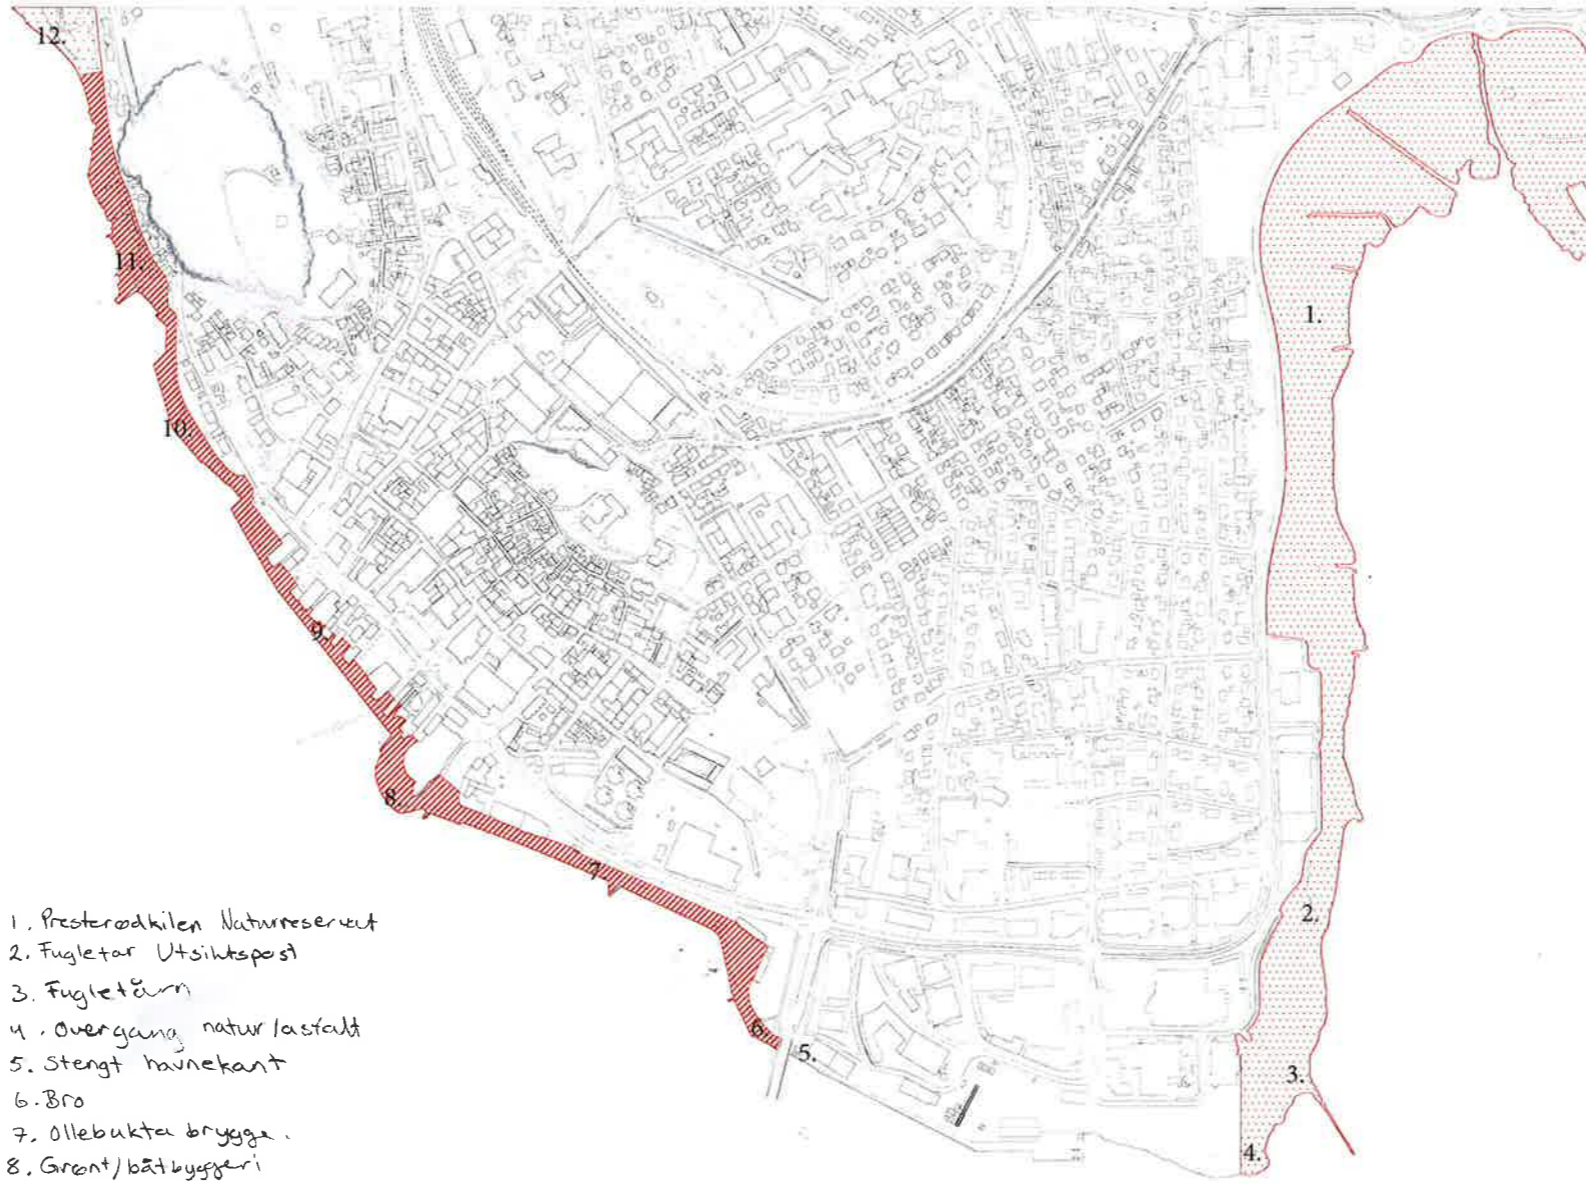 12.
11.
10.
9.
8.
7.
6.
5.
4.
3.
2.
1.
1. Presterødkilen Naturreservat
2. Fugletar Utsiktspost
3. Fugletårn
4. Overgang natur/asfalt
5. Stengt havnekant
6. Bro
7. Ollebukta brygge.
8. Grønt/båtbyggeri